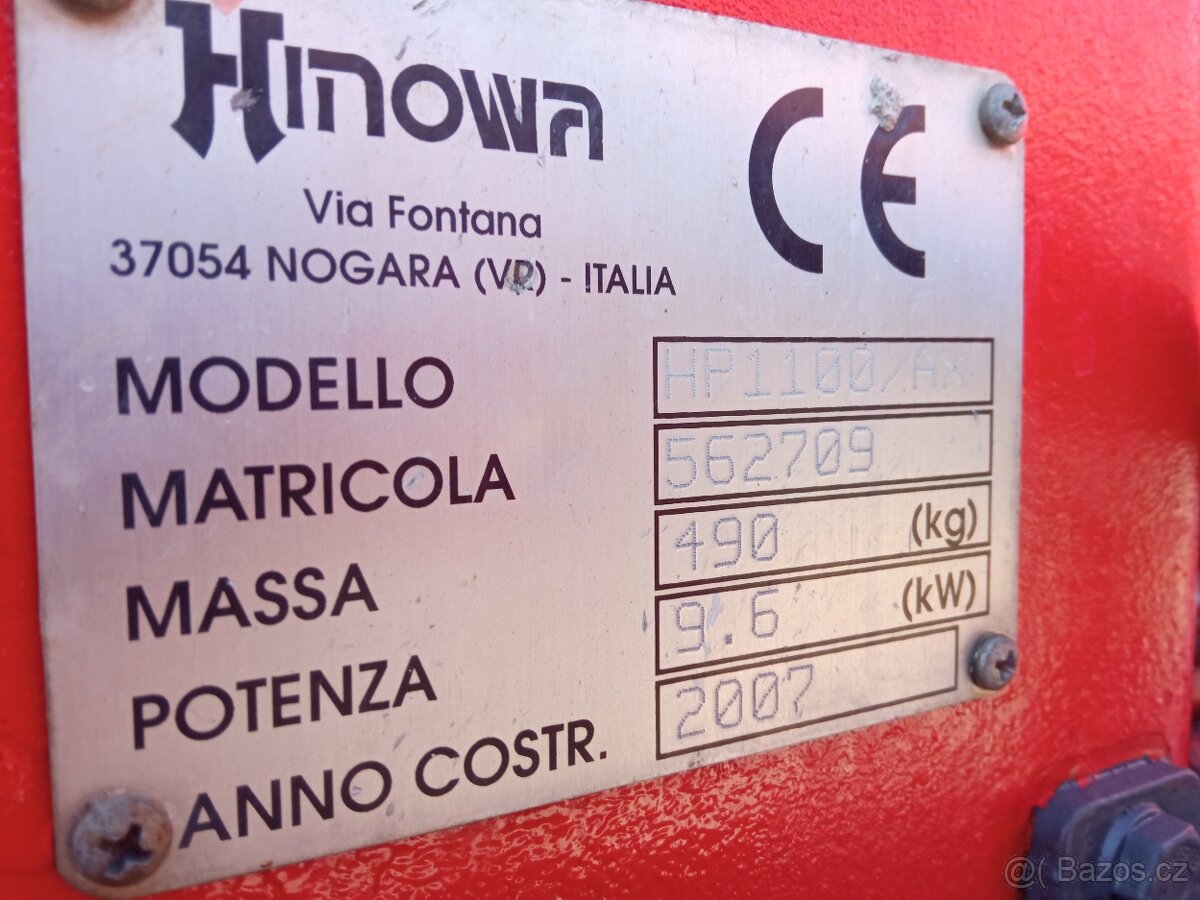 HINOWA
CE
Via Fontana
37054 NOGARA (VR) - ITALIA
MODELLO HP1100/AX
MATRICOLA 562709
MASSA 490 (kg)
POTENZA 9.6 (kW)
ANNO COSTR. 2007
@( Bazos.cz